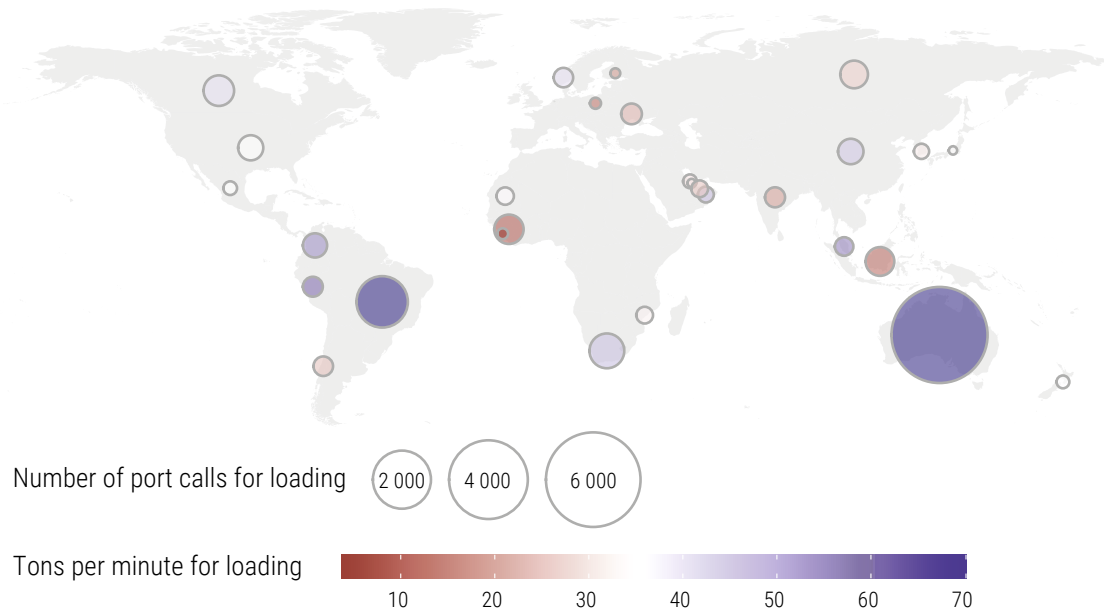 Number of port calls for loading 2 000 4 000 6 000
Tons per minute for loading
10 20 30 40 50 60 70